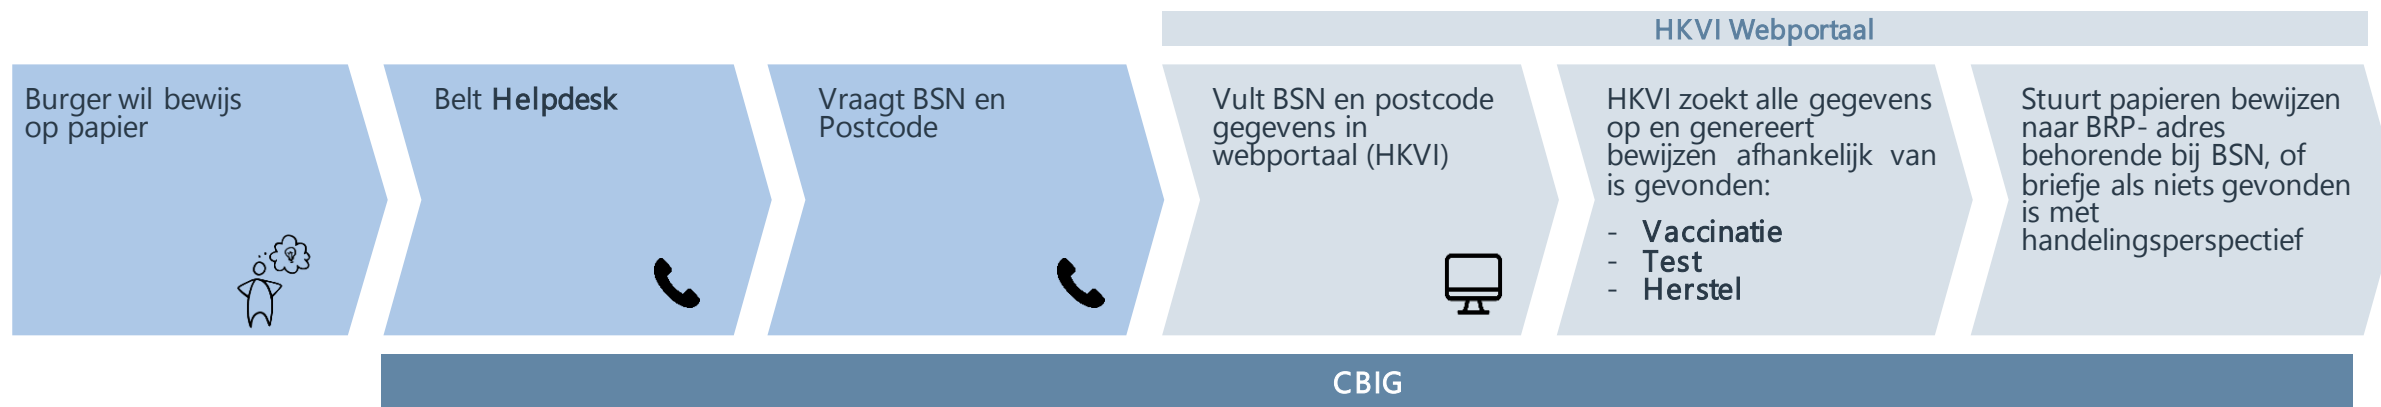 HKVI Webportaal
Burger wil bewijs
op papier
Belt Helpdesk
Vraagt BSN en
Postcode
Vult BSN en postcode
gegevens in
webportaal (HKVI)
HKVI zoekt alle gegevens
op en genereert
bewijzen afhankelijk van
is gevonden:
- Vaccinatie
- Test
- Herstel
Stuurt papieren bewijzen
naar BRP- adres
behorende bij BSN, of
briefje als niets gevonden
is met
handelingsperspectief
CBIG